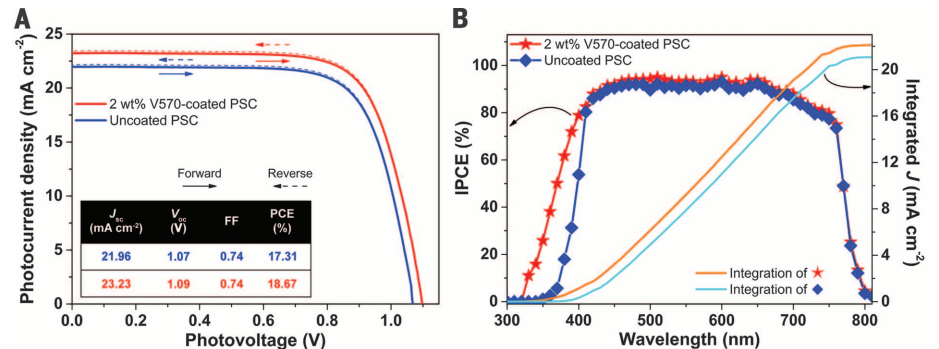 A
25
20
15
10
5
0
Photocurrent density (mA cm-2)
2 wt% V570-coated PSC
Uncoated PSC
Forward
Reverse
Jsc (mA cm-2) Voc (V) FF PCE (%)
21.96 1.07 0.74 17.31
23.23 1.09 0.74 18.67
0.0 0.2 0.4 0.6 0.8 1.0
Photovoltage (V)
B
2 wt% V570-coated PSC
Uncoated PSC
100
80
60
40
20
0
IPCE (%)
20
16
12
8
4
0
Integrated J (mA cm-2)
Integration of
Integration of
300 400 500 600 700 800
Wavelength (nm)